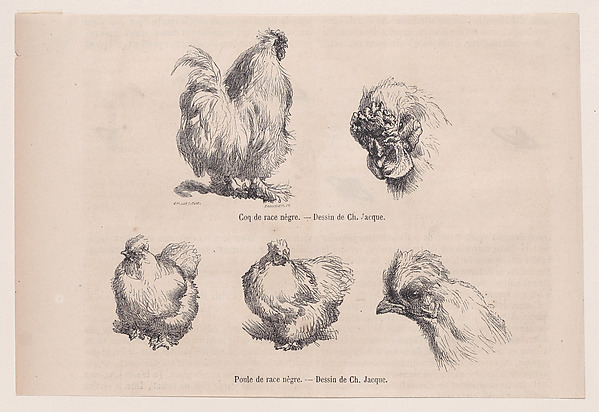 Coq de race nègre. — Dessin de Ch. Jacque.
Poule de race nègre. — Dessin de Ch. Jacque.